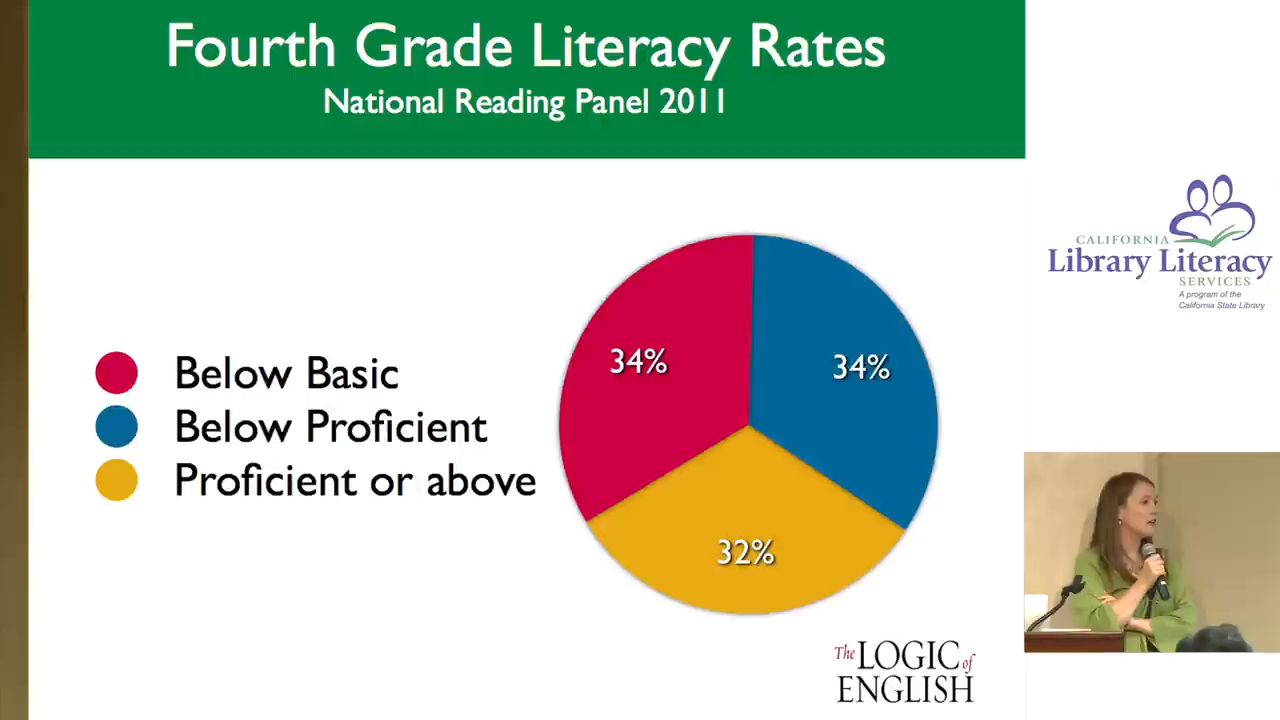 Fourth Grade Literacy Rates
National Reading Panel 2011
Below Basic
Below Proficient
Proficient or above
34%
34%
32%
The LOGIC of
ENGLISH
CALIFORNIA
Library Literacy
SERVICES
A program of the
California State Library